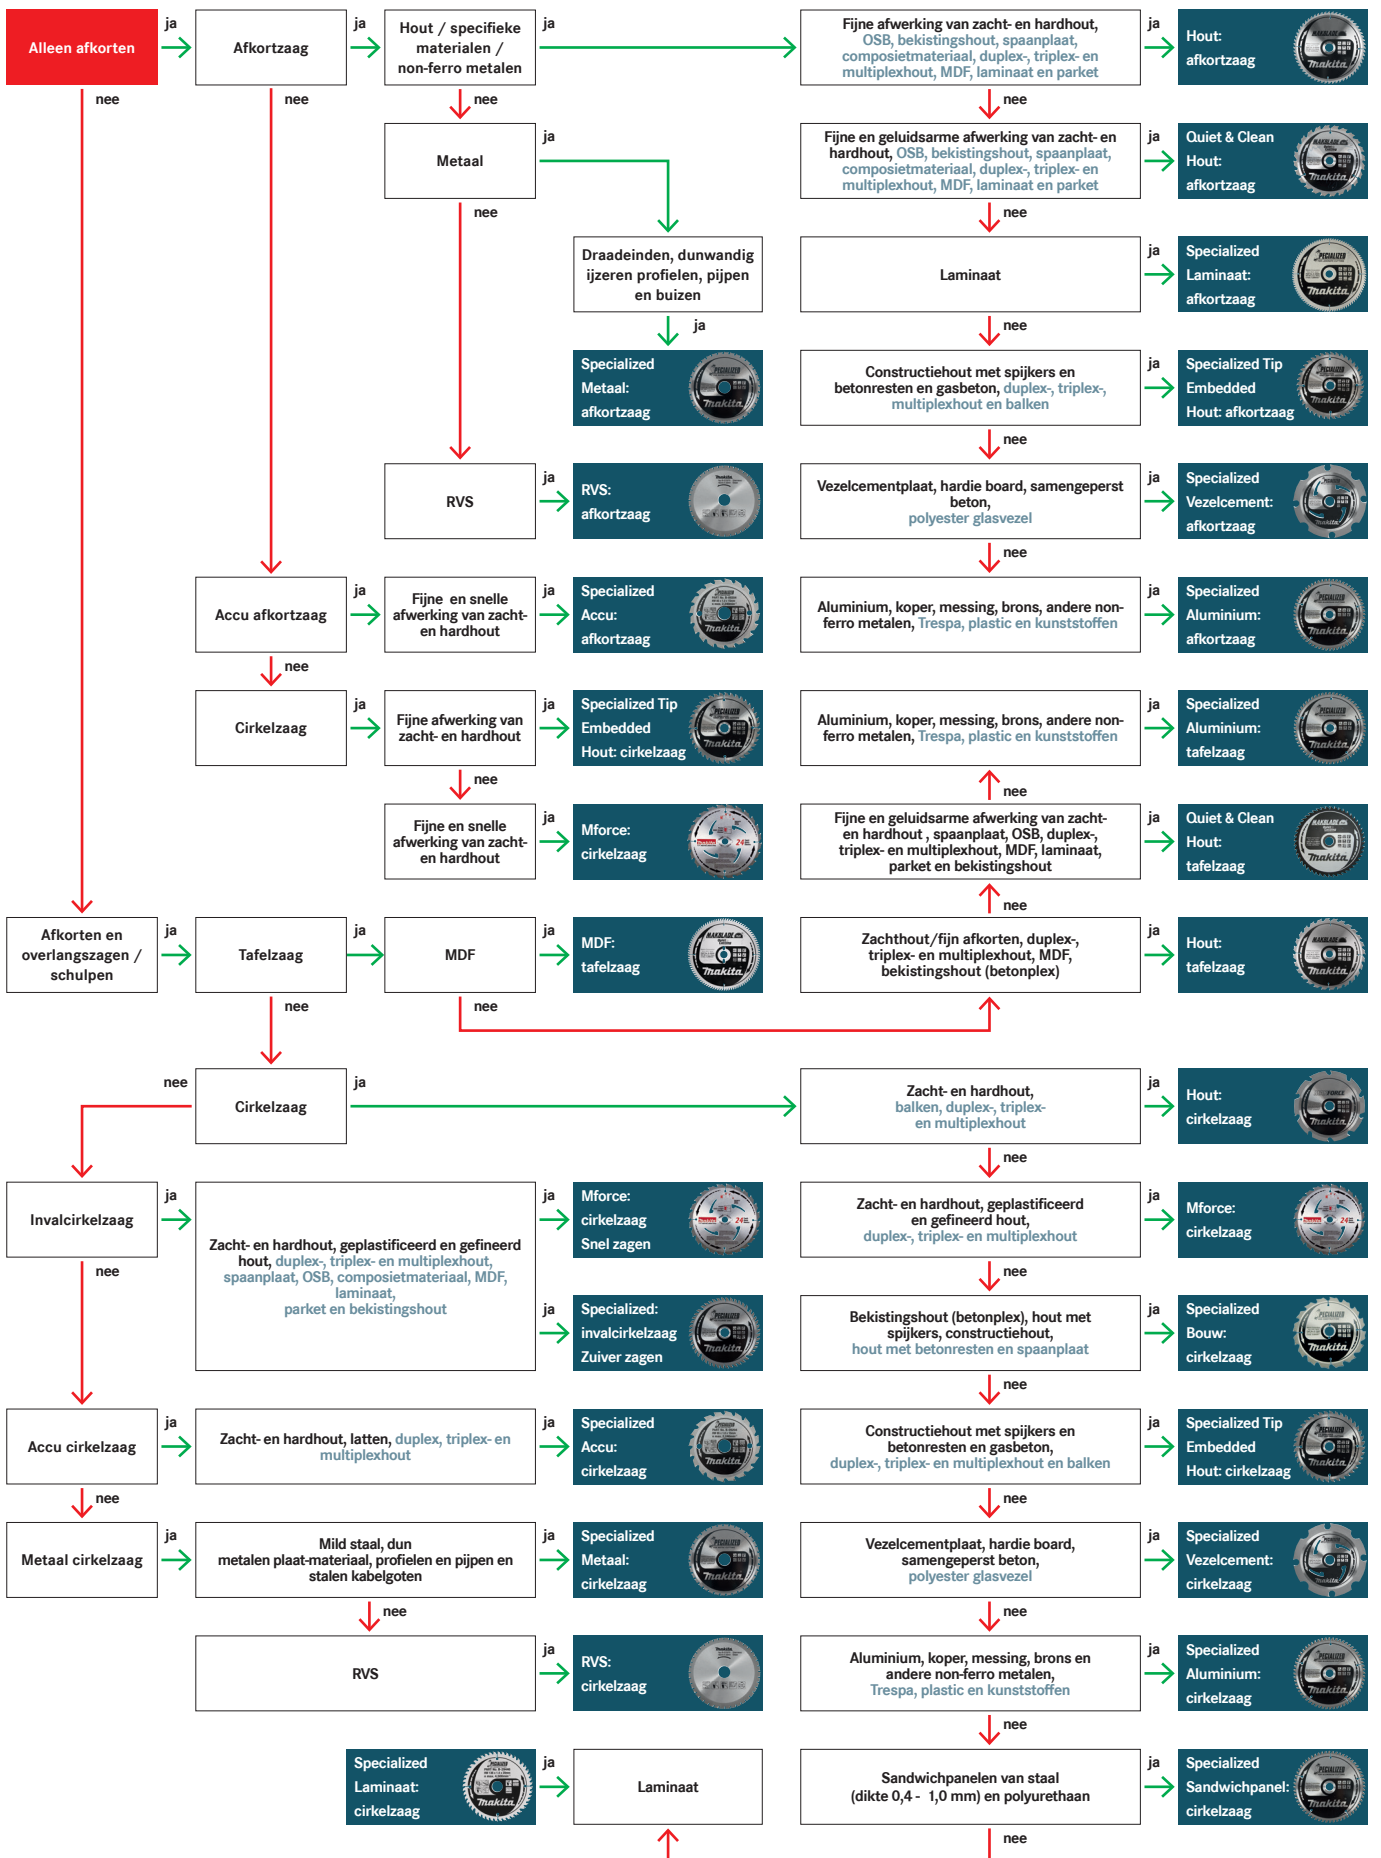 Alleen afkorten
ja
Afkortzaag
ja
Hout / specifieke
materialen /
non-ferro metalen
ja
Fijne afwerking van zacht- en hardhout,
OSB, bekistingshout, spaanplaat,
composietmateriaal, duplex-, triplex- en
multiplexhout, MDF, laminaat en parket
ja
Hout:
afkortzaag
nee
nee
nee
nee
Metaal
ja
Fijne en geluidsarme afwerking van zacht- en
hardhout, OSB, bekistingshout, spaanplaat,
composietmateriaal, duplex-, triplex- en
multiplexhout, MDF, laminaat en parket
ja
Quiet & Clean
Hout:
afkortzaag
nee
nee
Draadeinden, dunwandig
ijzeren profielen, pijpen
en buizen
Laminaat
ja
Specialized
Laminaat:
afkortzaag
ja
nee
Specialized
Metaal:
afkortzaag
Constructiehout met spijkers en
betonresten en gasbeton, duplex-, triplex-,
multiplexhout en balken
ja
Specialized Tip
Embedded
Hout: afkortzaag
nee
RVS
ja
RVS:
afkortzaag
Vezelcementplaat, hardie board, samengeperst
beton,
polyester glasvezel
ja
Specialized
Vezelcement:
afkortzaag
nee
Accu afkortzaag
ja
Fijne en snelle
afwerking van zacht-
en hardhout
ja
Specialized
Accu:
afkortzaag
Aluminium, koper, messing, brons, andere non-
ferro metalen, Trespa, plastic en kunststoffen
ja
Specialized
Aluminium:
afkortzaag
nee
Cirkelzaag
ja
Fijne afwerking van
zacht- en hardhout
ja
Specialized Tip
Embedded
Hout: cirkelzaag
Aluminium, koper, messing, brons, andere non-
ferro metalen, Trespa, plastic en kunststoffen
ja
Specialized
Aluminium:
tafelzaag
nee
nee
Fijne en snelle
afwerking van zacht-
en hardhout
ja
Mforce:
cirkelzaag
Fijne en geluidsarme afwerking van zacht-
en hardhout , spaanplaat, OSB, duplex-,
triplex- en multiplexhout, MDF, laminaat,
parket en bekistingshout
ja
Quiet & Clean
Hout:
tafelzaag
nee
Afkorten en
overlangszagen /
schulpen
ja
Tafelzaag
ja
MDF
ja
MDF:
tafelzaag
Zachthout/fijn afkorten, duplex-,
triplex- en multiplexhout, MDF,
bekistingshout (betonplex)
ja
Hout:
tafelzaag
nee
nee
nee
Cirkelzaag
ja
Zacht- en hardhout,
balken, duplex-, triplex-
en multiplexhout
ja
Hout:
cirkelzaag
nee
Invalcirkelzaag
ja
Zacht- en hardhout, geplastificeerd en gefineerd
hout, duplex-, triplex- en multiplexhout,
spaanplaat, OSB, composietmateriaal, MDF,
laminaat,
parket en bekistingshout
ja
Mforce:
cirkelzaag
Snel zagen
Zacht- en hardhout, geplastificeerd
en gefineerd hout,
duplex-, triplex- en multiplexhout
ja
Mforce:
cirkelzaag
nee
nee
ja
Specialized:
invalcirkelzaag
Zuiver zagen
Bekistingshout (betonplex), hout met
spijkers, constructiehout,
hout met betonresten en spaanplaat
ja
Specialized
Bouw:
cirkelzaag
nee
Accu cirkelzaag
ja
Zacht- en hardhout, latten, duplex, triplex- en
multiplexhout
ja
Specialized
Accu:
cirkelzaag
Constructiehout met spijkers en
betonresten en gasbeton,
duplex-, triplex- en multiplexhout en balken
ja
Specialized Tip
Embedded
Hout: cirkelzaag
nee
nee
Metaal cirkelzaag
ja
Mild staal, dun
metalen plaat-materiaal, profielen en pijpen en
stalen kabelgoten
ja
Specialized
Metaal:
cirkelzaag
Vezelcementplaat, hardie board,
samengeperst beton,
polyester glasvezel
ja
Specialized
Vezelcement:
cirkelzaag
nee
nee
RVS
ja
RVS:
cirkelzaag
Aluminium, koper, messing, brons en
andere non-ferro metalen,
Trespa, plastic en kunststoffen
ja
Specialized
Aluminium:
cirkelzaag
nee
Specialized
Laminaat:
cirkelzaag
ja
Laminaat
Sandwichpanelen van staal
(dikte 0,4 - 1,0 mm) en polyurethaan
ja
Specialized
Sandwichpanel:
cirkelzaag
nee